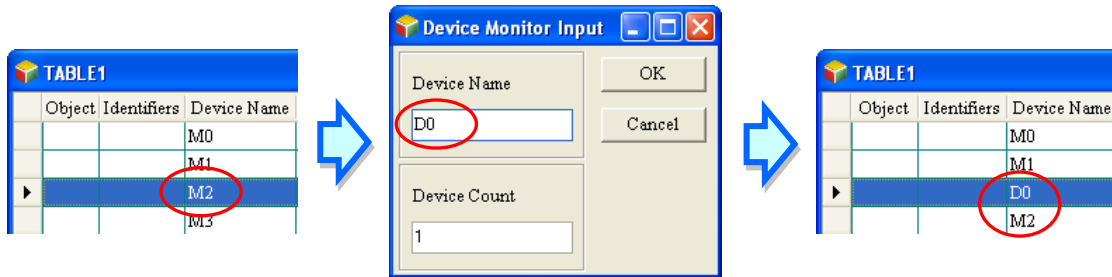 TABLE1
Object Identifiers Device Name
M0
M1
M2
M3
Device Monitor Input
Device Name
OK
D0
Cancel
Device Count
1
TABLE1
Object Identifiers Device Name
M0
M1
D0
M2